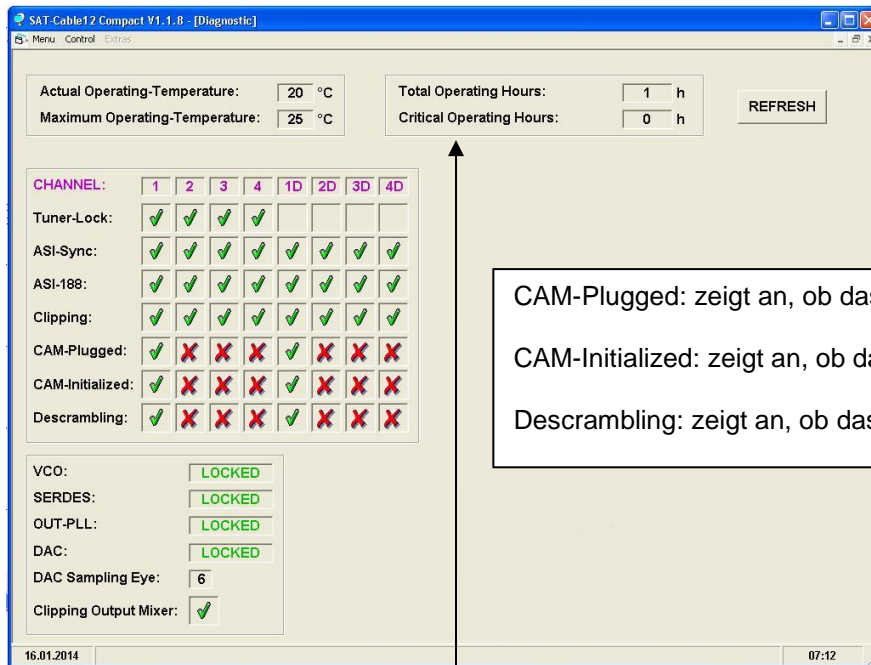 SAT-Cable12 Compact V1.1.8 - [Diagnostic]
Menu Control Extras
Actual Operating-Temperature: 20 °C
Maximum Operating-Temperature: 25 °C
Total Operating Hours: 1 h
Critical Operating Hours: 0 h
REFRESH
CHANNEL: 1 2 3 4 1D 2D 3D 4D
Tuner-Lock:
ASI-Sync:
ASI-188:
Clipping:
CAM-Plugged:
CAM-Initialized:
Descrambling:
CAM-Plugged: zeigt an, ob
CAM-Initialized: zeigt an, ob
Descrambling: zeigt an, ob
VCO: LOCKED
SERDES: LOCKED
OUT-PLL: LOCKED
DAC: LOCKED
DAC Sampling Eye: 6
Clipping Output Mixer:
16.01.2014 07:12